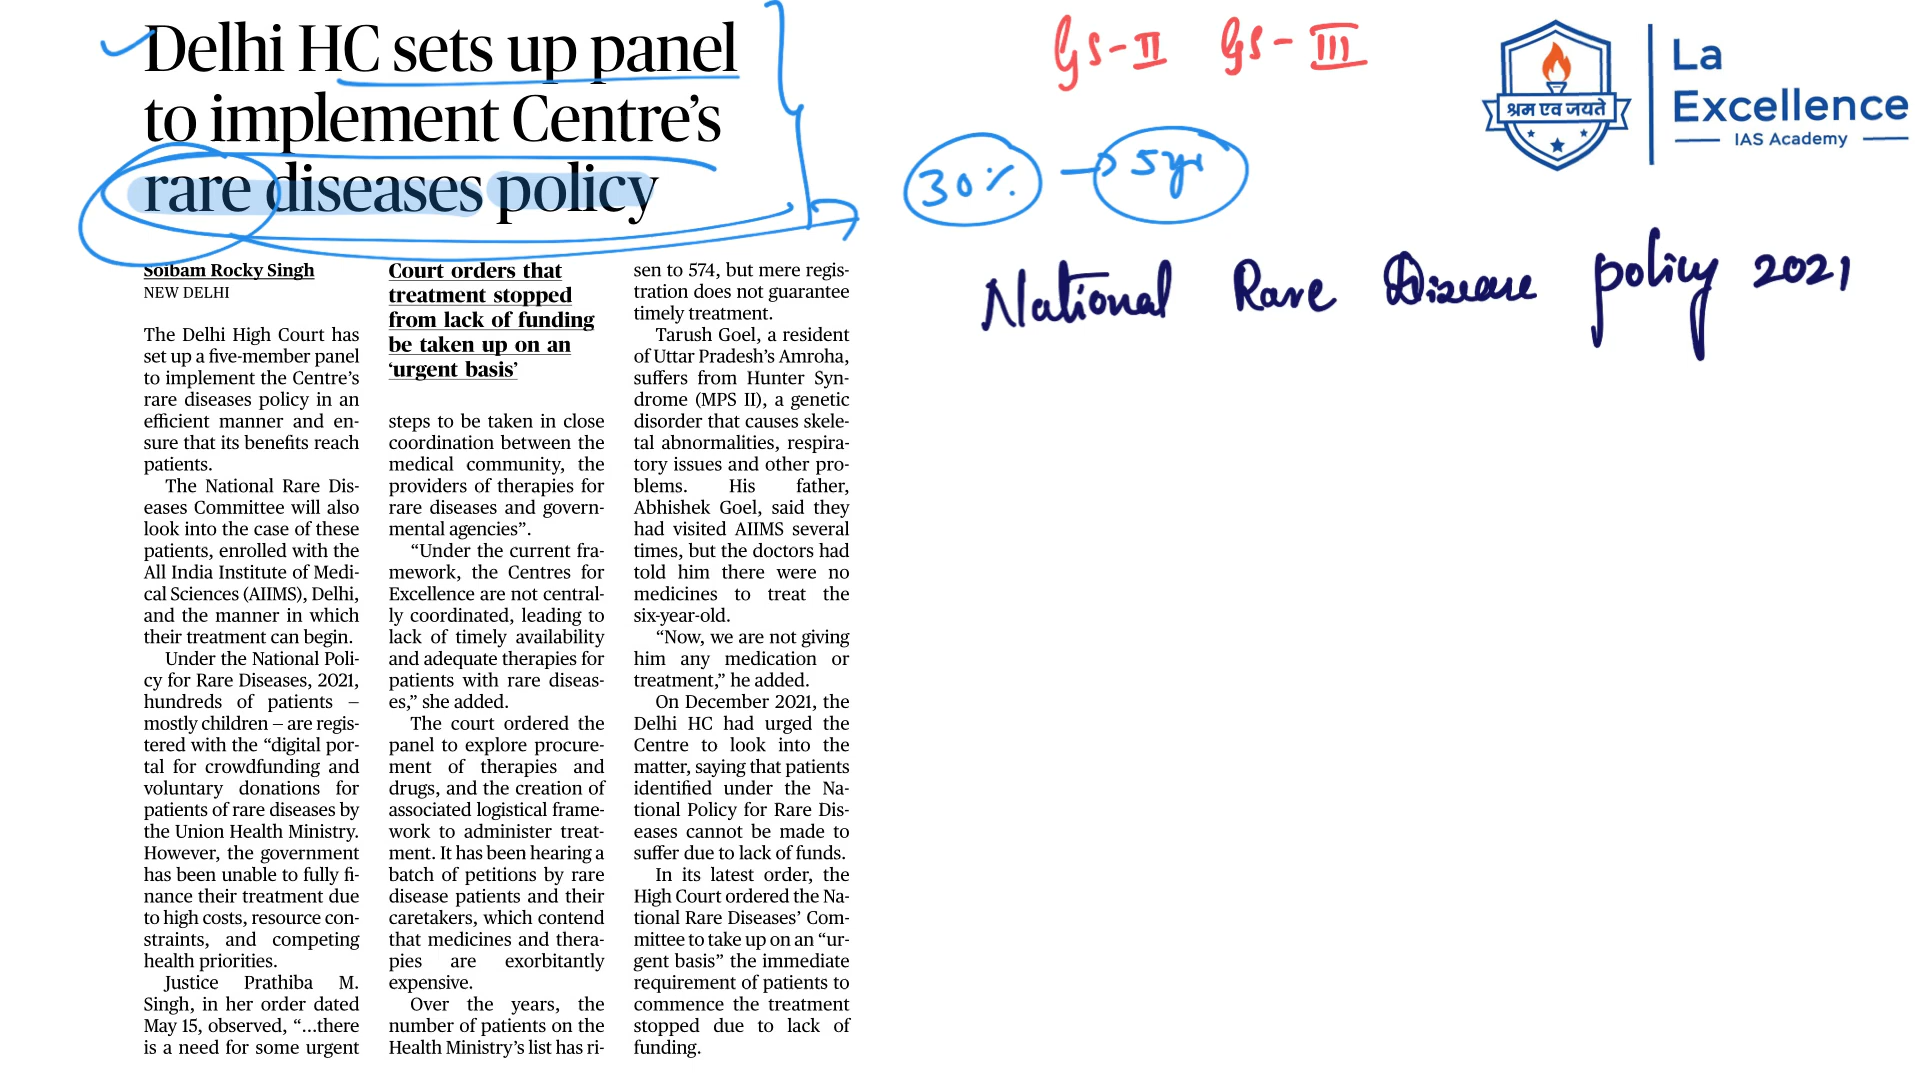 Delhi HC sets up panel
to implement Centre's
rare diseases policy
GS-II GS-III
श्रम एव जयते
La
Excellence
IAS Academy
30% → 5yr
National Rare Disease policy 2021
Soibam Rocky Singh
NEW DELHI
The Delhi High Court has
set up a five-member panel
to implement the Centre's
rare diseases policy in an
efficient manner and en-
sure that its benefits reach
patients.
The National Rare Dis-
eases Committee will also
look into the case of these
patients, enrolled with the
All India Institute of Medi-
cal Sciences (AIIMS), Delhi,
and the manner in which
their treatment can begin.
Under the National Poli-
cy for Rare Diseases, 2021,
hundreds of patients –
mostly children – are regis-
tered with the “digital por-
tal for crowdfunding and
voluntary donations for
patients of rare diseases by
the Union Health Ministry.
However, the government
has been unable to fully fi-
nance their treatment due
to high costs, resource con-
straints, and competing
health priorities.
Justice Prathiba M.
Singh, in her order dated
May 15, observed, “...there
is a need for some urgent
Court orders that
treatment stopped
from lack of funding
be taken up on an
‘urgent basis’
steps to be taken in close
coordination between the
medical community, the
providers of therapies for
rare diseases and govern-
mental agencies”.
“Under the current fra-
mework, the Centres for
Excellence are not central-
ly coordinated, leading to
lack of timely availability
and adequate therapies for
patients with rare diseas-
es,” she added.
The court ordered the
panel to explore procure-
ment of therapies and
drugs, and the creation of
associated logistical frame-
work to administer treat-
ment. It has been hearing a
batch of petitions by rare
disease patients and their
caretakers, which contend
that medicines and thera-
pies are exorbitantly
expensive.
Over the years, the
number of patients on the
Health Ministry's list has ri-
sen to 574, but mere regis-
tration does not guarantee
timely treatment.
Tarush Goel, a resident
of Uttar Pradesh's Amroha,
suffers from Hunter Syn-
drome (MPS II), a genetic
disorder that causes skele-
tal abnormalities, respira-
tory issues and other pro-
blems. His father,
Abhishek Goel, said they
had visited AIIMS several
times, but the doctors had
told him there were no
medicines to treat the
six-year-old.
“Now, we are not giving
him any medication or
treatment,” he added.
On December 2021, the
Delhi HC had urged the
Centre to look into the
matter, saying that patients
identified under the Na-
tional Policy for Rare Dis-
eases cannot be made to
suffer due to lack of funds.
In its latest order, the
High Court ordered the Na-
tional Rare Diseases' Com-
mittee to take up on an “ur-
gent basis” the immediate
requirement of patients to
commence the treatment
stopped due to lack of
funding.